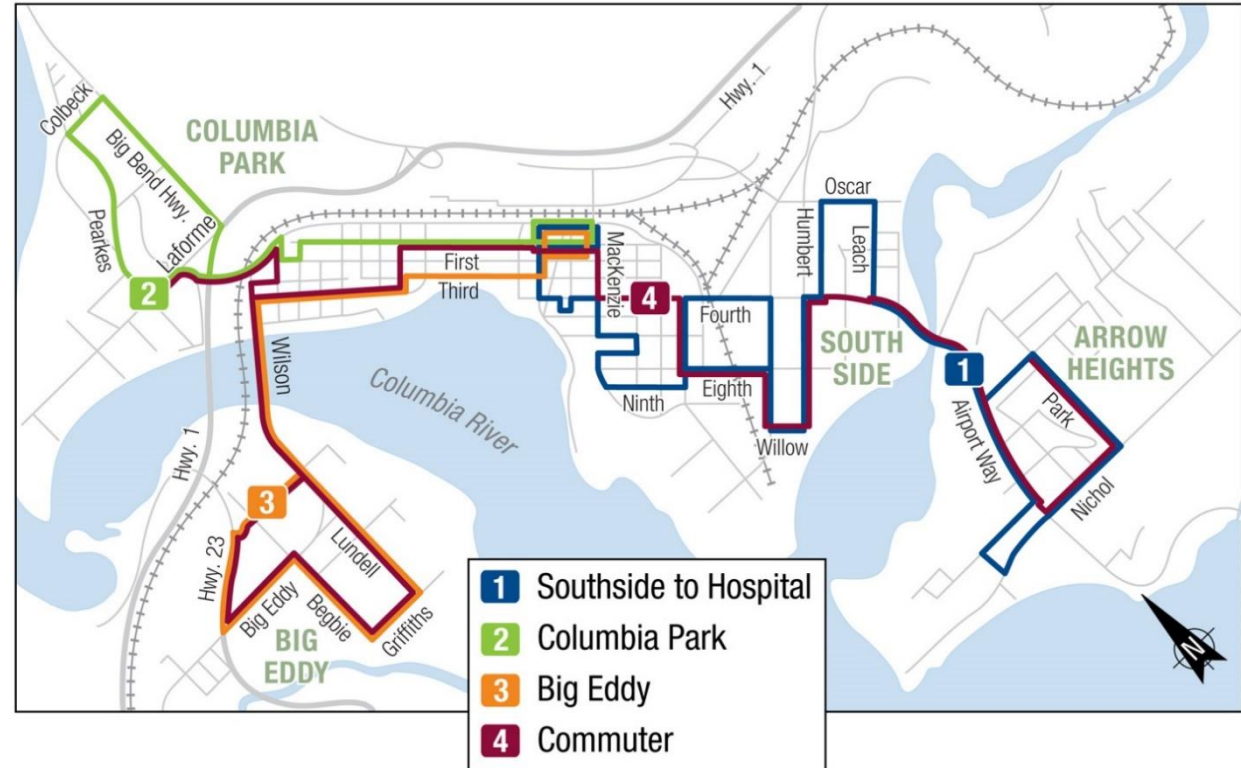 Colbeck
Big Bend Hwy.
COLUMBIA
PARK
Pearkes
Laforme
2
Hwy. 1
First
Third
MacKenzie
4
Fourth
Eighth
Ninth
Willow
Humbert
Oscar
Leach
SOUTH
SIDE
1
Airport Way
ARROW
HEIGHTS
Park
Nichol
Wilson
Columbia River
Hwy. 1
3
Hwy. 23
Lundell
Big Eddy
Begbie
Griffiths
BIG
EDDY
N
1 Southside to Hospital
2 Columbia Park
3 Big Eddy
4 Commuter